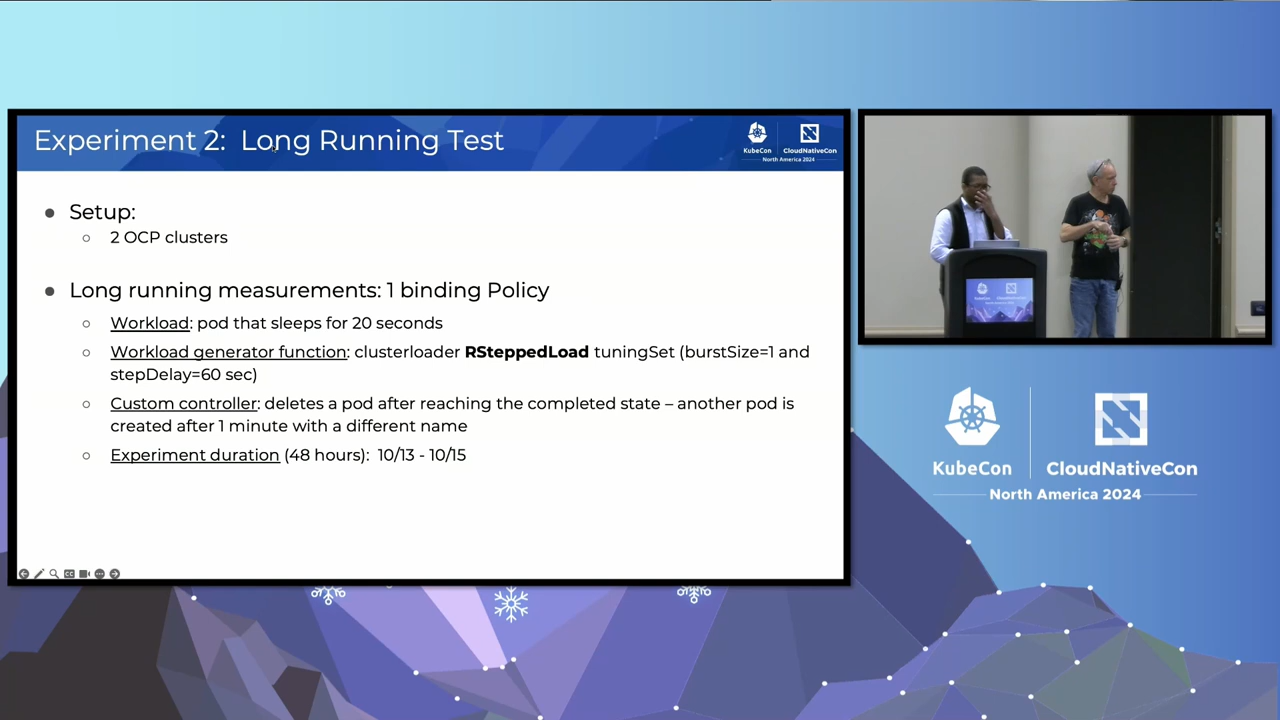 Experiment 2: Long Running Test
KubeCon
CloudNativeCon
North America 2024
● Setup:
○ 2 OCP clusters
● Long running measurements: 1 binding Policy
○ Workload: pod that sleeps for 20 seconds
○ Workload generator function: clusterloader RSteppedLoad tuningSet (burstSize=1 and
stepDelay=60 sec)
○ Custom controller: deletes a pod after reaching the completed state – another pod is
created after 1 minute with a different name
○ Experiment duration (48 hours): 10/13 - 10/15
KubeCon
CloudNativeCon
North America 2024